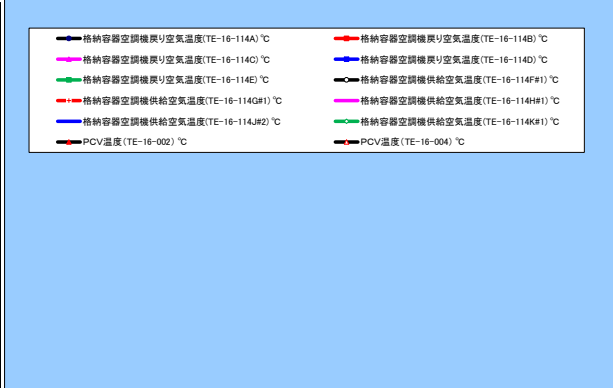 格納容器空調機戻り空気温度(TE-16-114A)℃
格納容器空調機戻り空気温度(TE-16-114B)℃
格納容器空調機戻り空気温度(TE-16-114C)℃
格納容器空調機戻り空気温度(TE-16-114D)℃
格納容器空調機戻り空気温度(TE-16-114E)℃
格納容器空調機供給空気温度(TE-16-114F#1)℃
格納容器空調機供給空気温度(TE-16-114G#1)℃
格納容器空調機供給空気温度(TE-16-114H#1)℃
格納容器空調機供給空気温度(TE-16-114J#2)℃
格納容器空調機供給空気温度(TE-16-114K#1)℃
PCV温度(TE-16-002) ℃
PCV温度(TE-16-004) ℃